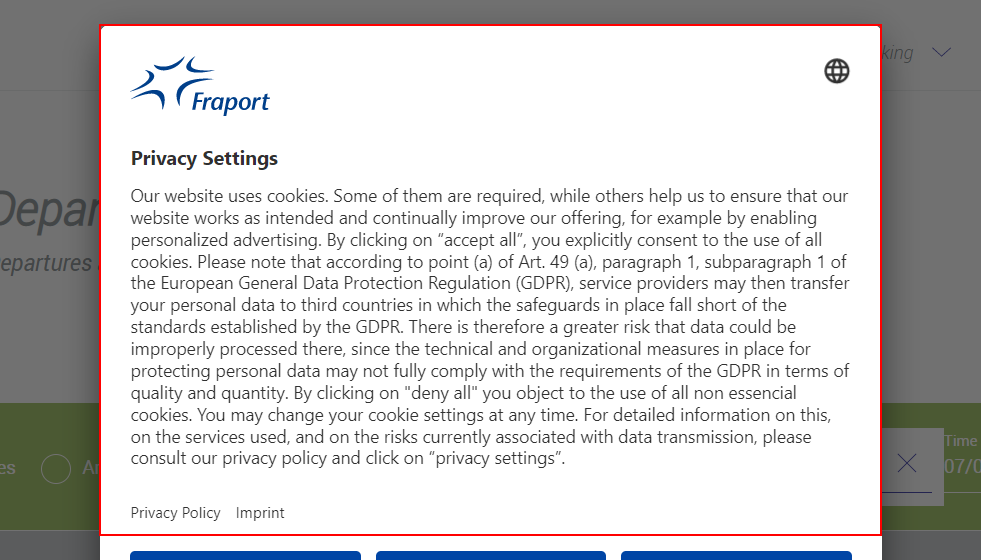 Fraport
king
Privacy Settings
Our website uses cookies. Some of them are required, while others help us to ensure that our
website works as intended and continually improve our offering, for example by enabling
personalized advertising. By clicking on “accept all”, you explicitly consent to the use of all
cookies. Please note that according to point (a) of Art. 49 (a), paragraph 1, subparagraph 1 of
the European General Data Protection Regulation (GDPR), service providers may then transfer
your personal data to third countries in which the safeguards in place fall short of the
standards established by the GDPR. There is therefore a greater risk that data could be
improperly processed there, since the technical and organizational measures in place for
protecting personal data may not fully comply with the requirements of the GDPR in terms of
quality and quantity. By clicking on "deny all" you object to the use of all non essencial
cookies. You may change your cookie settings at any time. For detailed information on this,
on the services used, and on the risks currently associated with data transmission, please
consult our privacy policy and click on “privacy settings”.
Privacy Policy Imprint
Depar
epartures
es
Ar
Time
07/0